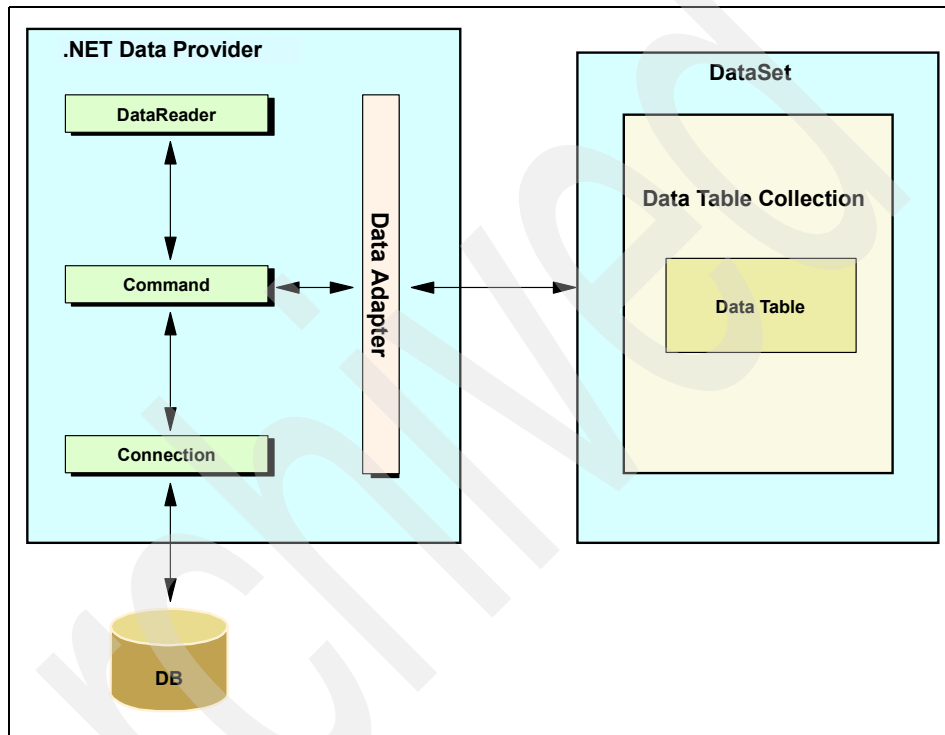 .NET Data Provider
DataReader
Command
Connection
Data Adapter
DB
DataSet
Data Table Collection
Data Table